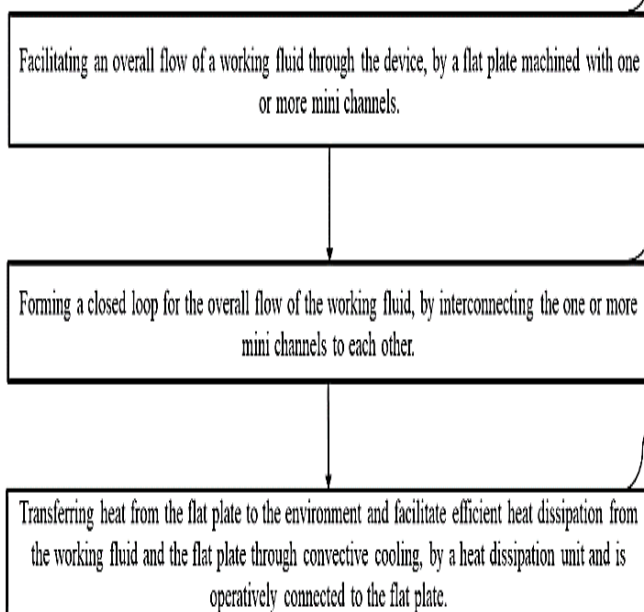 Facilitating an overall flow of a working fluid through the device, by a flat plate machined with one
or more mini channels.
Forming a closed loop for the overall flow of the working fluid, by interconnecting the one or more
mini channels to each other.
Transferring heat from the flat plate to the environment and facilitate efficient heat dissipation from
the working fluid and the flat plate through convective cooling, by a heat dissipation unit and is
operatively connected to the flat plate.